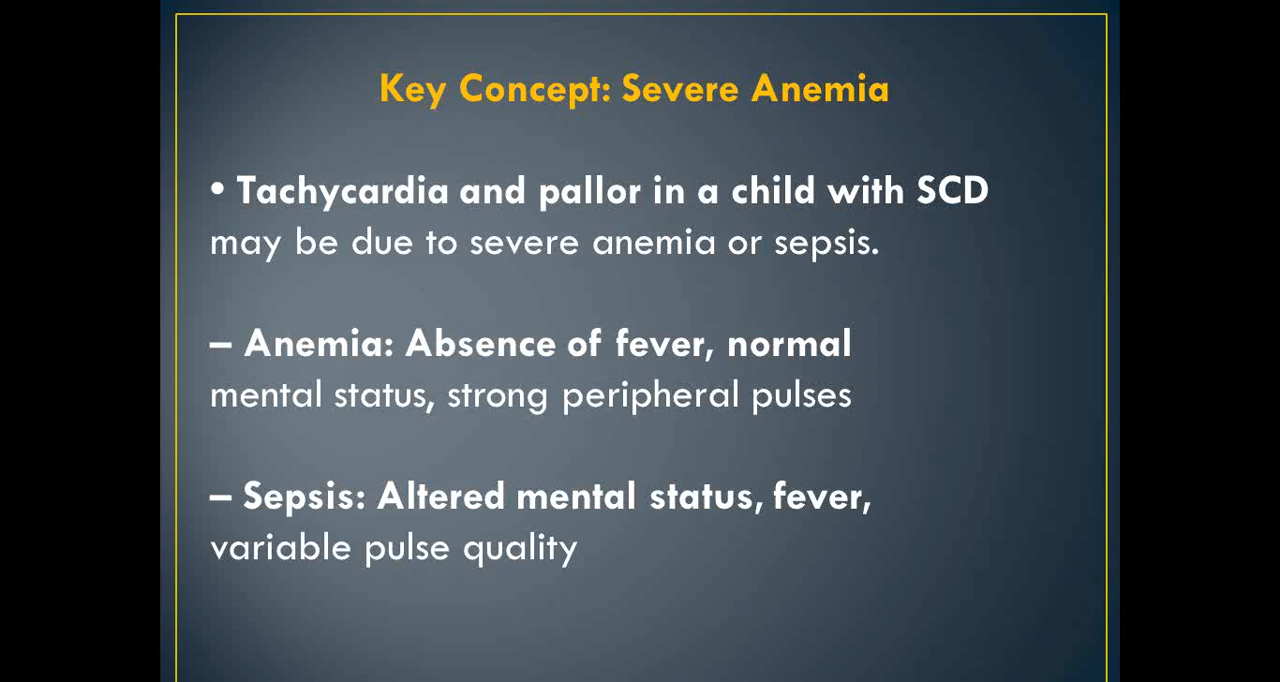 Key Concept: Severe Anemia
• Tachycardia and pallor in a child with SCD
may be due to severe anemia or sepsis.
– Anemia: Absence of fever, normal
mental status, strong peripheral pulses
– Sepsis: Altered mental status, fever,
variable pulse quality